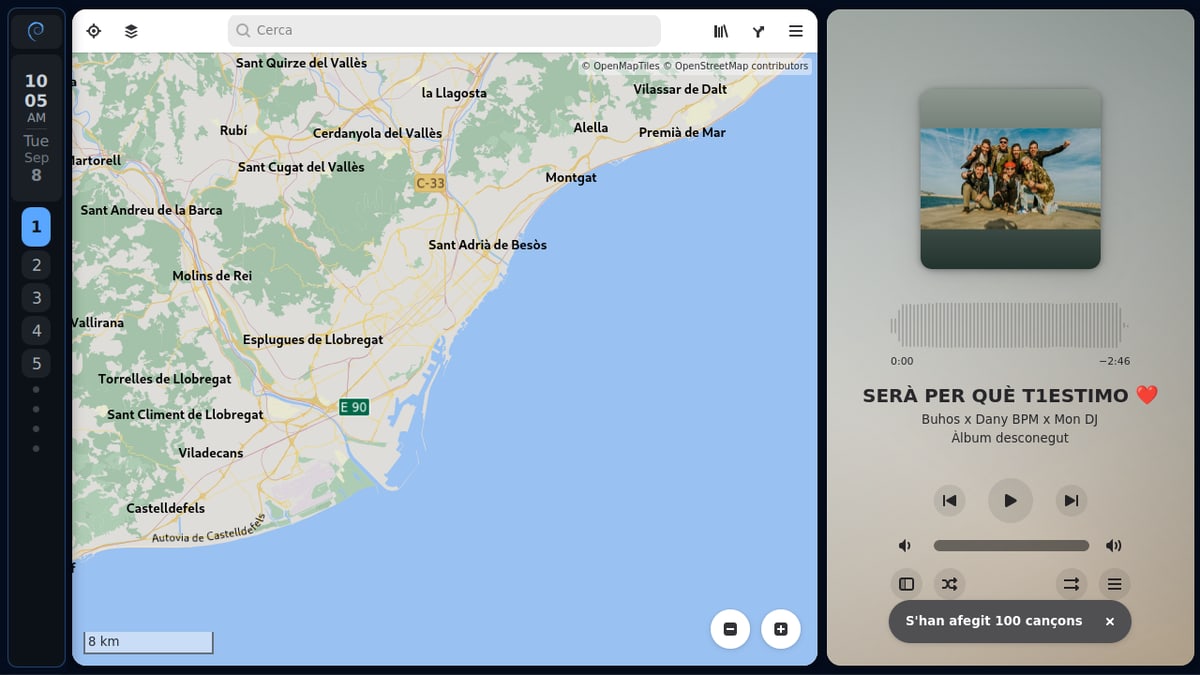 10
05
AM
Tue
Sep
8
1
2
3
4
5
Cerca
© OpenMapTiles © OpenStreetMap contributors
Sant Quirze del Vallès
la Llagosta
Vilassar de Dalt
Rubí
Cerdanyola del Vallès
Alella
Premià de Mar
Martorell
Sant Cugat del Vallès
C-33
Montgat
Sant Andreu de la Barca
Sant Adrià de Besòs
Molins de Rei
Vallirana
Esplugues de Llobregat
Torrelles de Llobregat
E 90
Sant Climent de Llobregat
Viladecans
Castelldefels
Autovia de Castelldefels
8 km
0:00
−2:46
SERÀ PER QUÈ T1ESTIMO ❤️
Buhos x Dany BPM x Mon DJ
Àlbum desconegut
S'han afegit 100 cançons